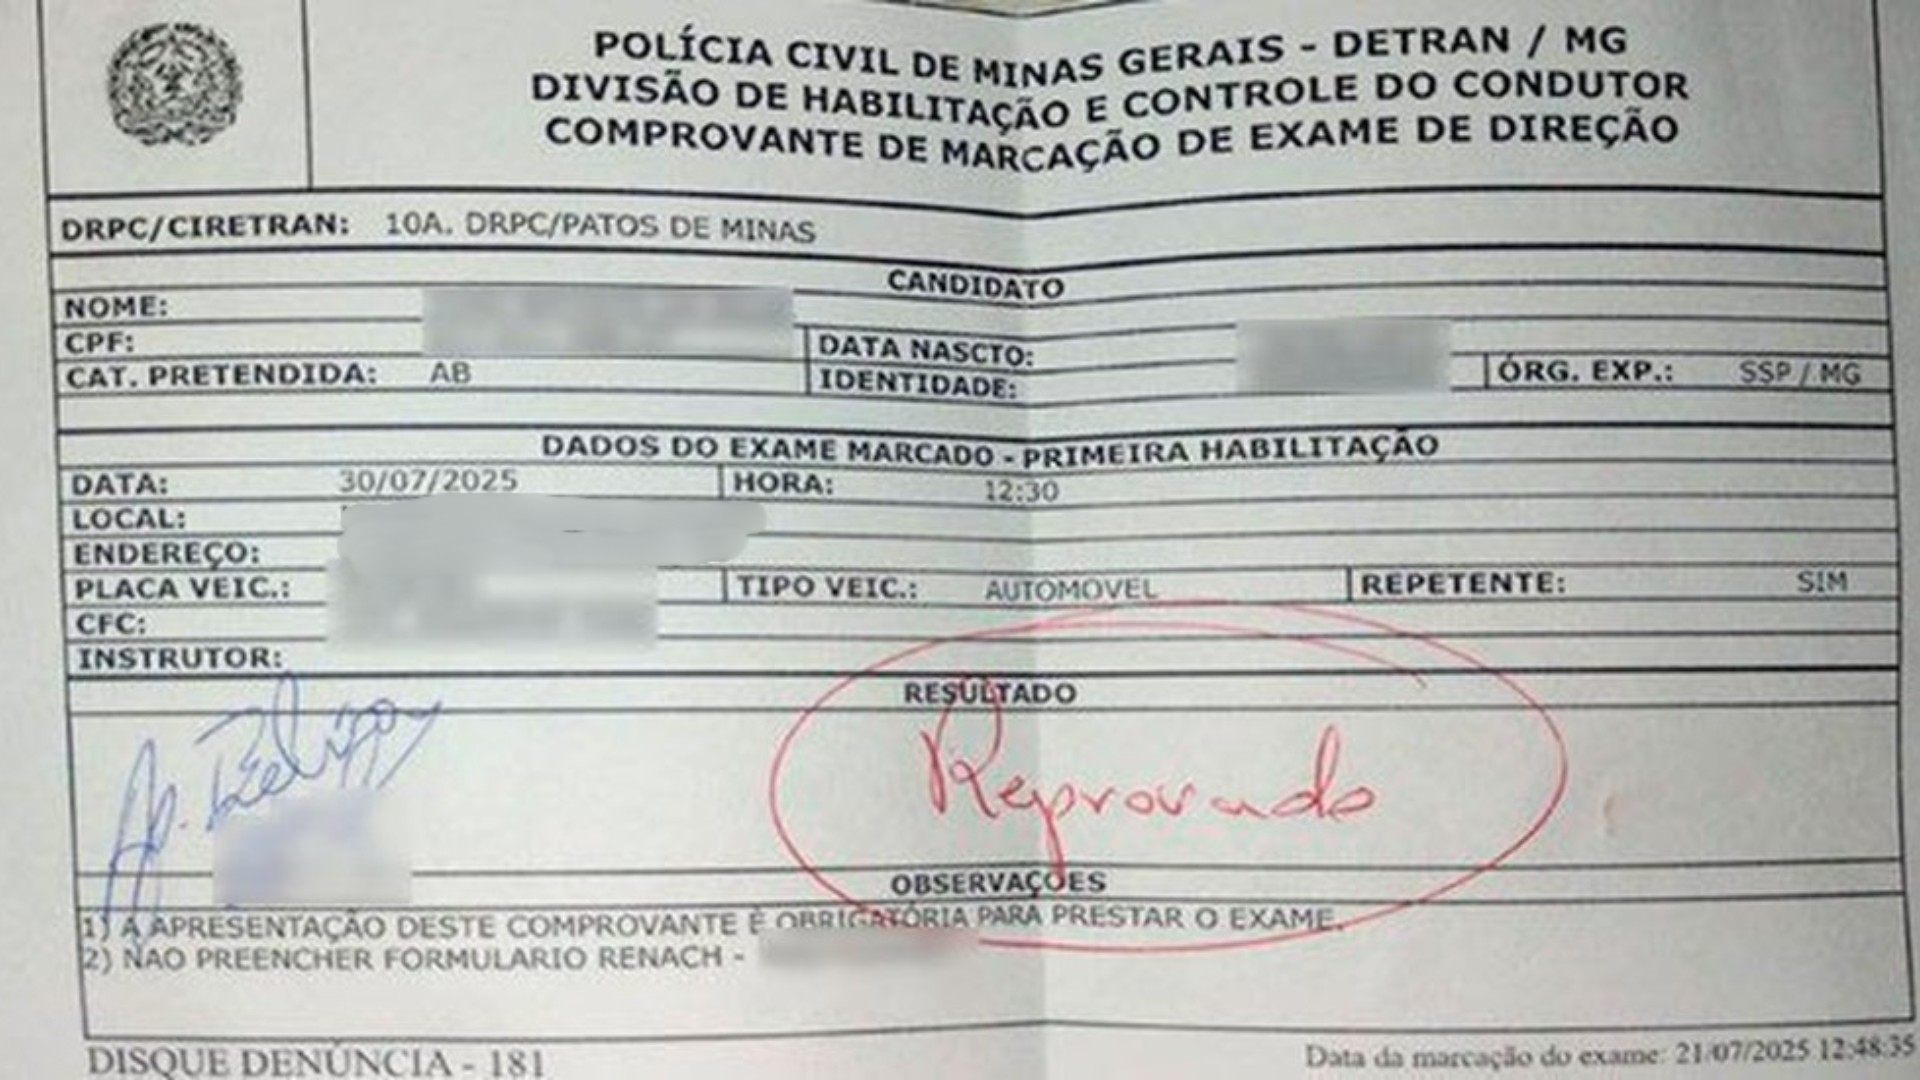 POLÍCIA CIVIL DE MINAS GERAIS - DETRAN / MG
DIVISÃO DE HABILITAÇÃO E CONTROLE DO CONDUTOR
COMPROVANTE DE MARCAÇÃO DE EXAME DE DIREÇÃO
DRPC/CIRETRAN: 10A. DRPC/PATOS DE MINAS
CANDIDATO
NOME:
CPF: DATA NASCTO:
CAT. PRETENDIDA: AB IDENTIDADE: ÓRG. EXP.: SSP / MG
DADOS DO EXAME MARCADO - PRIMEIRA HABILITAÇÃO
DATA: 30/07/2025 HORA: 12:30
LOCAL:
ENDEREÇO:
PLACA VEIC.: TIPO VEIC.: AUTOMOVEL REPETENTE: SIM
CFC:
INSTRUTOR:
RESULTADO
Reprovado
OBSERVAÇÕES
1) A APRESENTAÇÃO DESTE COMPROVANTE É OBRIGATÓRIA PARA PRESTAR O EXAME.
2) NAO PREENCHER FORMULARIO RENACH -
DISQUE DENÚNCIA - 181
Data da marcação do exame: 21/07/2025 12:48:35